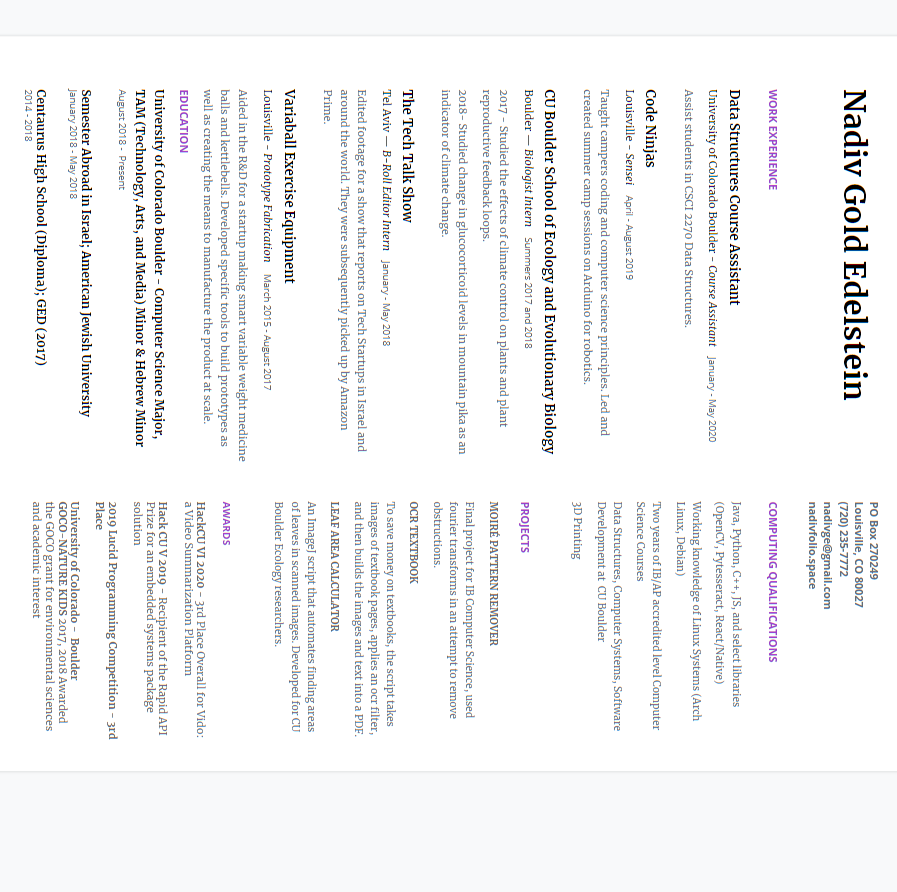 Nadiv Gold Edelstein
PO Box 270249
Louisville, CO 80027
(720) 235-7772
nadivge@gmail.com
nadivfolio.space
WORK EXPERIENCE
Data Structures Course Assistant
University of Colorado Boulder – Course Assistant January - May 2020
Assist students in CSCI 2270 Data Structures.
Code Ninjas
Louisville - Sensei April - August 2019
Taught campers coding and computer science principles. Led and
created summer camp sessions on Arduino for robotics.
CU Boulder School of Ecology and Evolutionary Biology
Boulder — Biologist Intern Summers 2017 and 2018
2017 – Studied the effects of climate control on plants and plant
reproductive feedback loops.
2018– Studied change in glucocorticoid levels in mountain pika as an
indicator of climate change.
The Tech Talk Show
Tel Aviv — B-Roll Editor Intern January - May 2018
Edited footage for a show that reports on Tech Startups in Israel and
around the world. They were subsequently picked up by Amazon
Prime.
Variaball Exercise Equipment
Louisville – Prototype Fabrication March 2015 - August 2017
Aided in the R&D for a startup making smart variable weight medicine
balls and kettlebells. Developed specific tools to build prototypes as
well as creating the means to manufacture the product at scale.
EDUCATION
University of Colorado Boulder – Computer Science Major,
TAM (Technology, Arts, and Media) Minor & Hebrew Minor
August 2018 - Present
Semester Abroad in Israel; American Jewish University
January 2018 - May 2018
Centaurus High School (Diploma); GED (2017)
2014 - 2018
COMPUTING QUALIFICATIONS
Java, Python, C++, JS, and select libraries
(OpenCV, Pytesseract, React/Native)
Working knowledge of Linux Systems (Arch
Linux, Debian)
Two years of IB/AP accredited level Computer
Science Courses
Data Structures, Computer Systems, Software
Development at CU Boulder
3D Printing
PROJECTS
MOIRÉ PATTERN REMOVER
Final project for IB Computer Science, used
fourier transforms in an attempt to remove
obstructions.
OCR TEXTBOOK
To save money on textbooks, the script takes
images of textbook pages, applies an ocr filter,
and then builds the images and text into a PDF.
LEAF AREA CALCULATOR
An ImageJ script that automates finding areas
of leaves in scanned images. Developed for CU
Boulder Ecology researchers.
AWARDS
HackCU VI 2020 – 3rd Place Overall for Vido:
a Video Summarization Platform
Hack CU V 2019 – Recipient of the Rapid API
Prize for an embedded systems package
solution
2019 Lucid Programming Competition – 3rd
Place
University of Colorado - Boulder
GOCO-NATURE KIDS 2017, 2018 Awarded
the GOCO grant for environmental sciences
and academic interest